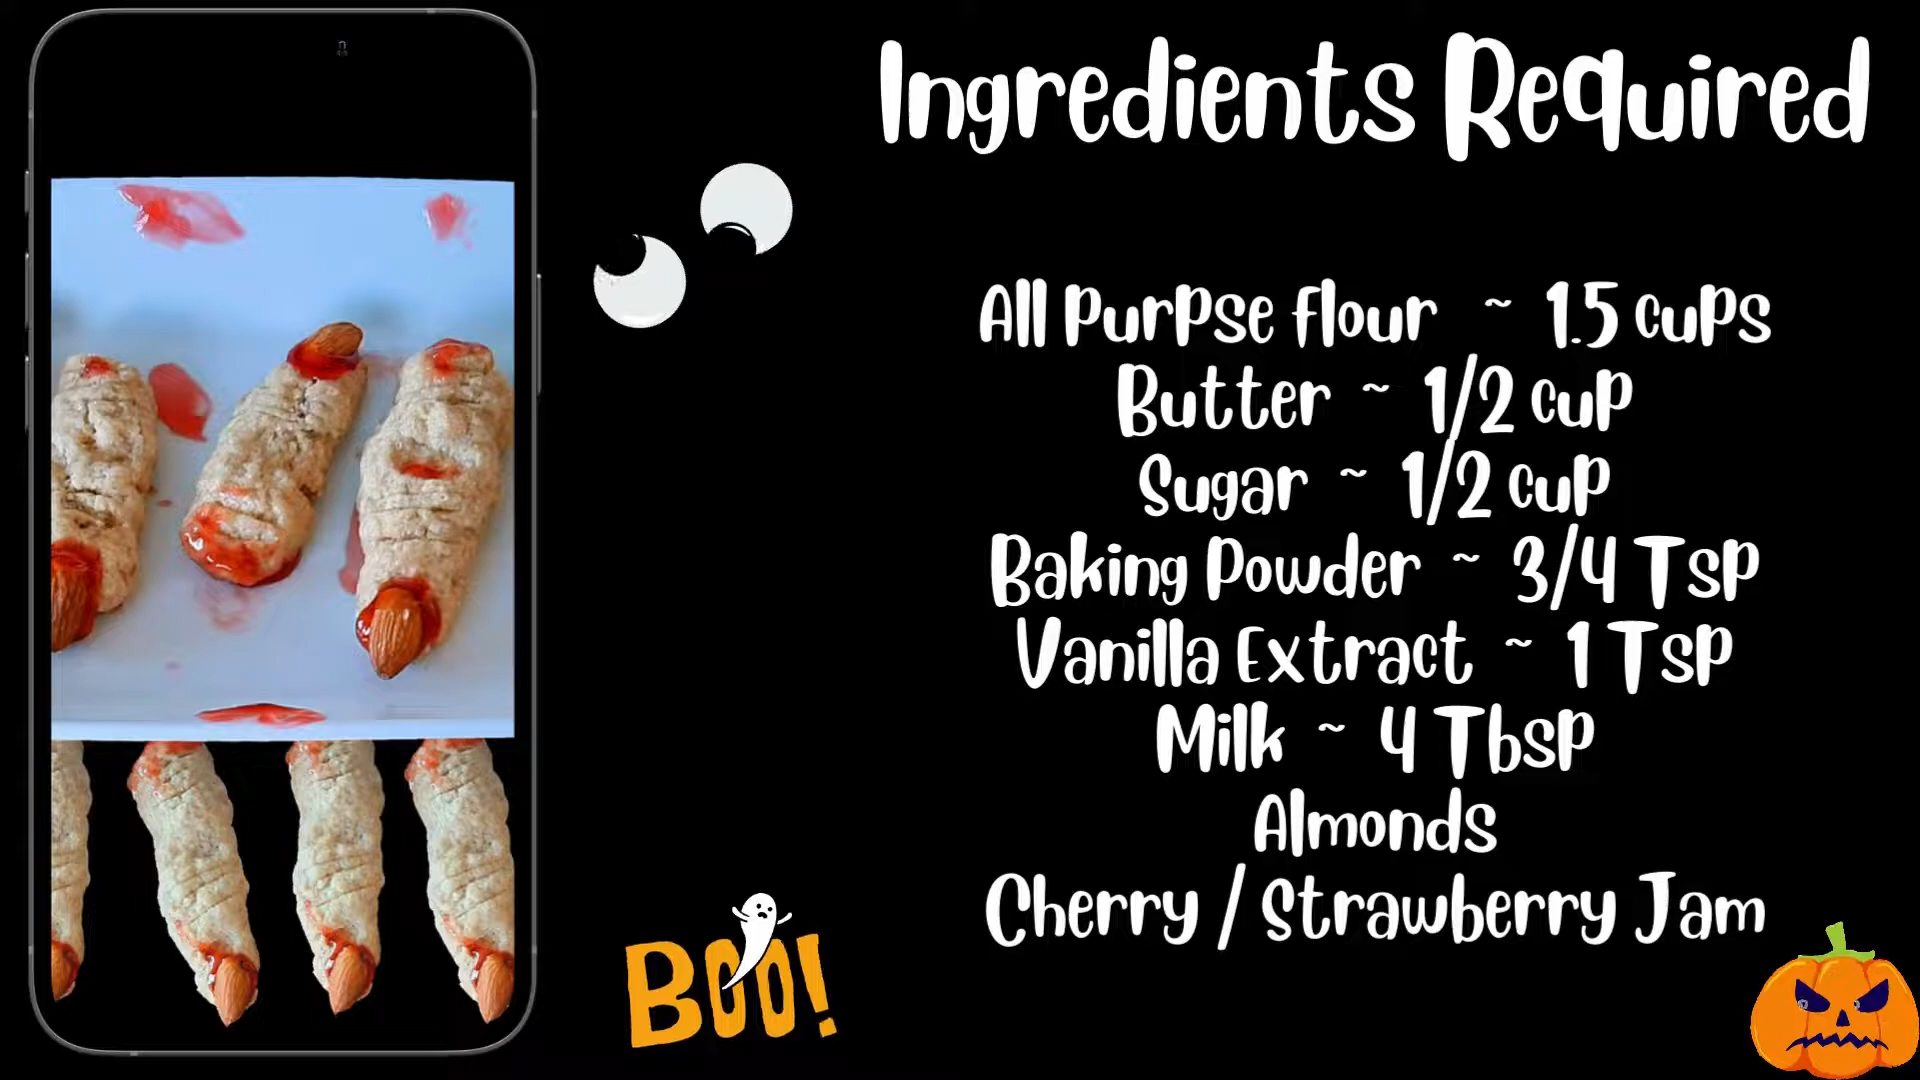 Ingredients Required
All Purpse flour ~ 1.5 cups
Butter ~ 1/2 cup
Sugar ~ 1/2 cup
Baking Powder ~ 3/4 Tsp
Vanilla Extract ~ 1 Tsp
Milk ~ 4 Tbsp
Almonds
Cherry / Strawberry Jam
BOO!